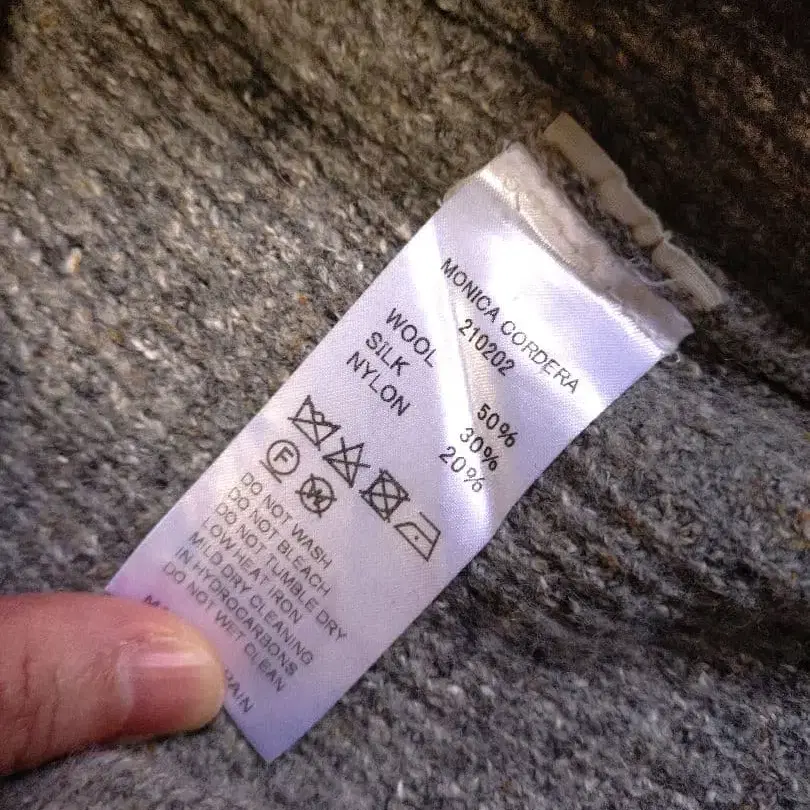 MONICA CORDERA
210202
WOOL 50%
SILK 30%
NYLON 20%
F W
DO NOT WASH
DO NOT BLEACH
DO NOT TUMBLE DRY
LOW HEAT IRON
MILD DRY CLEANING
IN HYDROCARBONS
DO NOT WET CLEAN